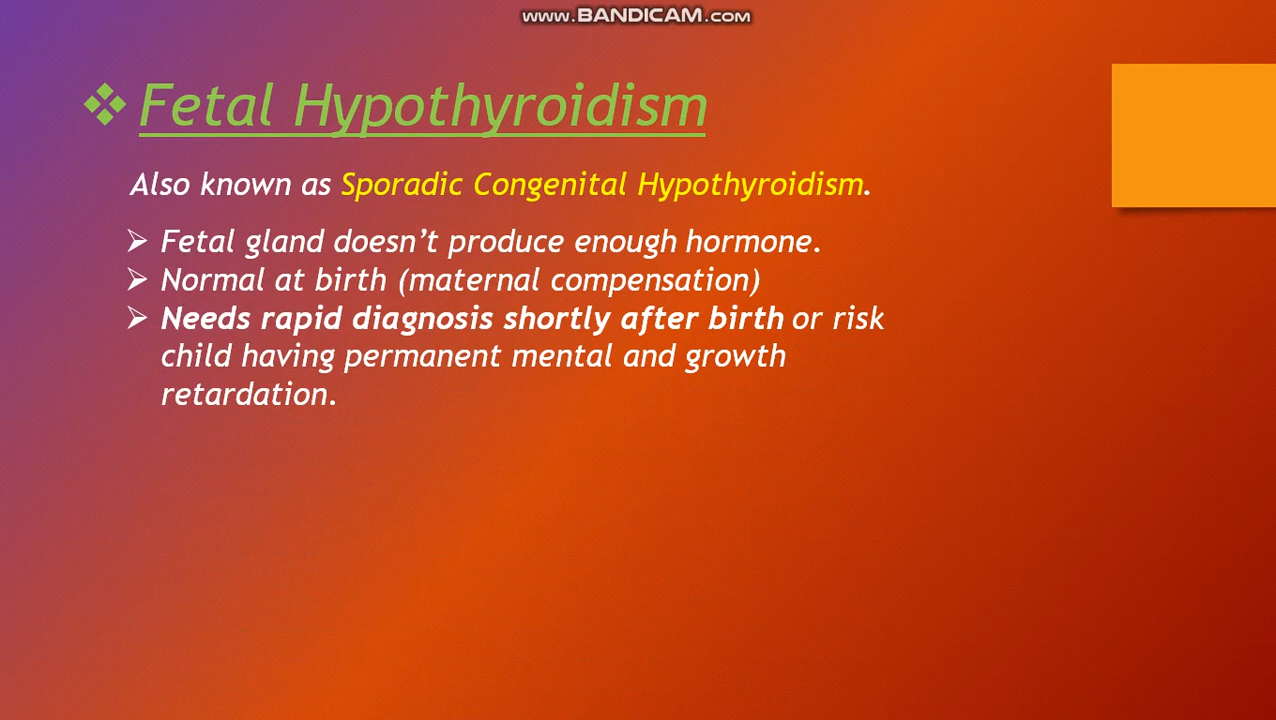 www.BANDICAM.com
❖ Fetal Hypothyroidism
Also known as Sporadic Congenital Hypothyroidism.
➢ Fetal gland doesn’t produce enough hormone.
➢ Normal at birth (maternal compensation)
➢ Needs rapid diagnosis shortly after birth or risk
child having permanent mental and growth
retardation.